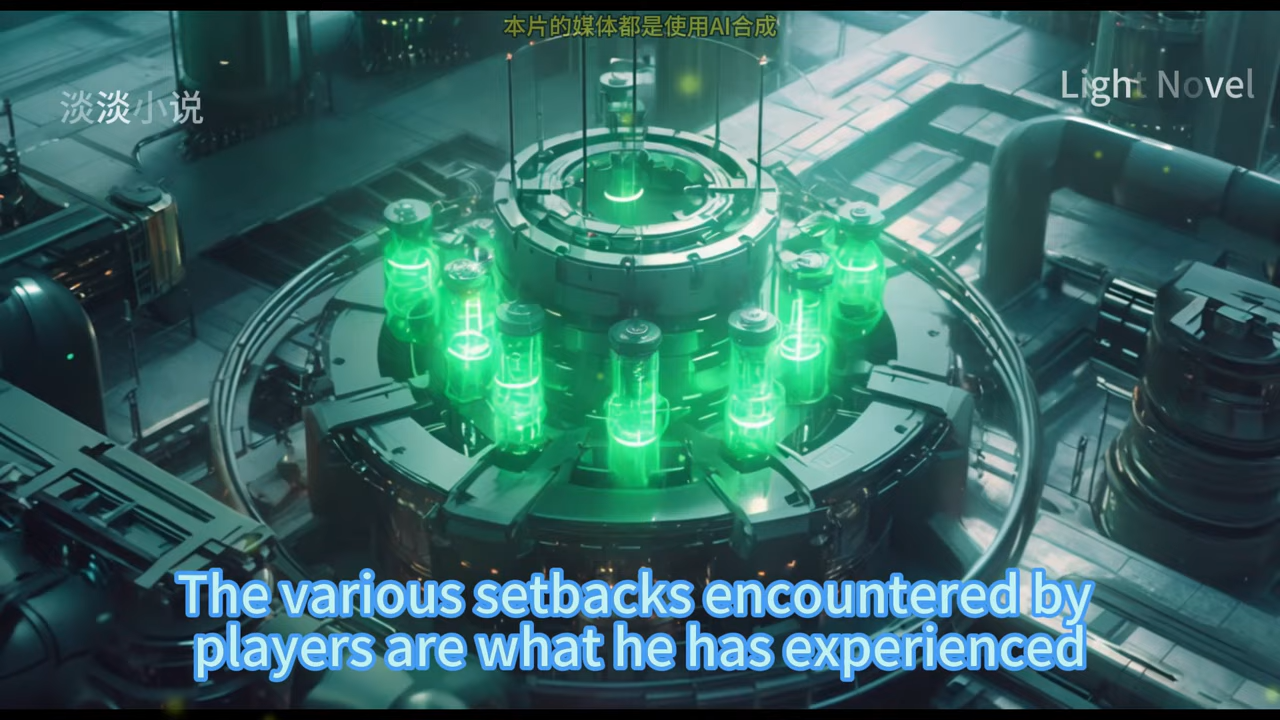 本片的媒体都是使用AI合成
淡淡小说
Light Novel
The various setbacks encountered by
players are what he has experienced